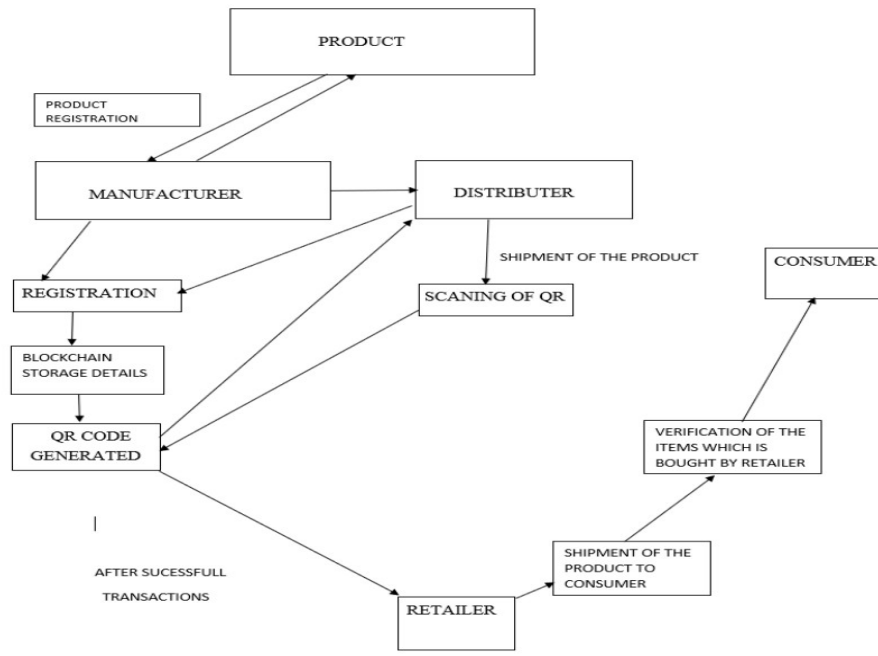 PRODUCT
PRODUCT
REGISTRATION
MANUFACTURER
DISTRIBUTER
SHIPMENT OF THE PRODUCT
CONSUMER
REGISTRATION
SCANING OF QR
BLOCKCHAIN
STORAGE DETAILS
QR CODE
GENERATED
VERIFICATION OF THE
ITEMS WHICH IS
BOUGHT BY RETAILER
AFTER SUCESSFULL
TRANSACTIONS
SHIPMENT OF THE
PRODUCT TO
CONSUMER
RETAILER